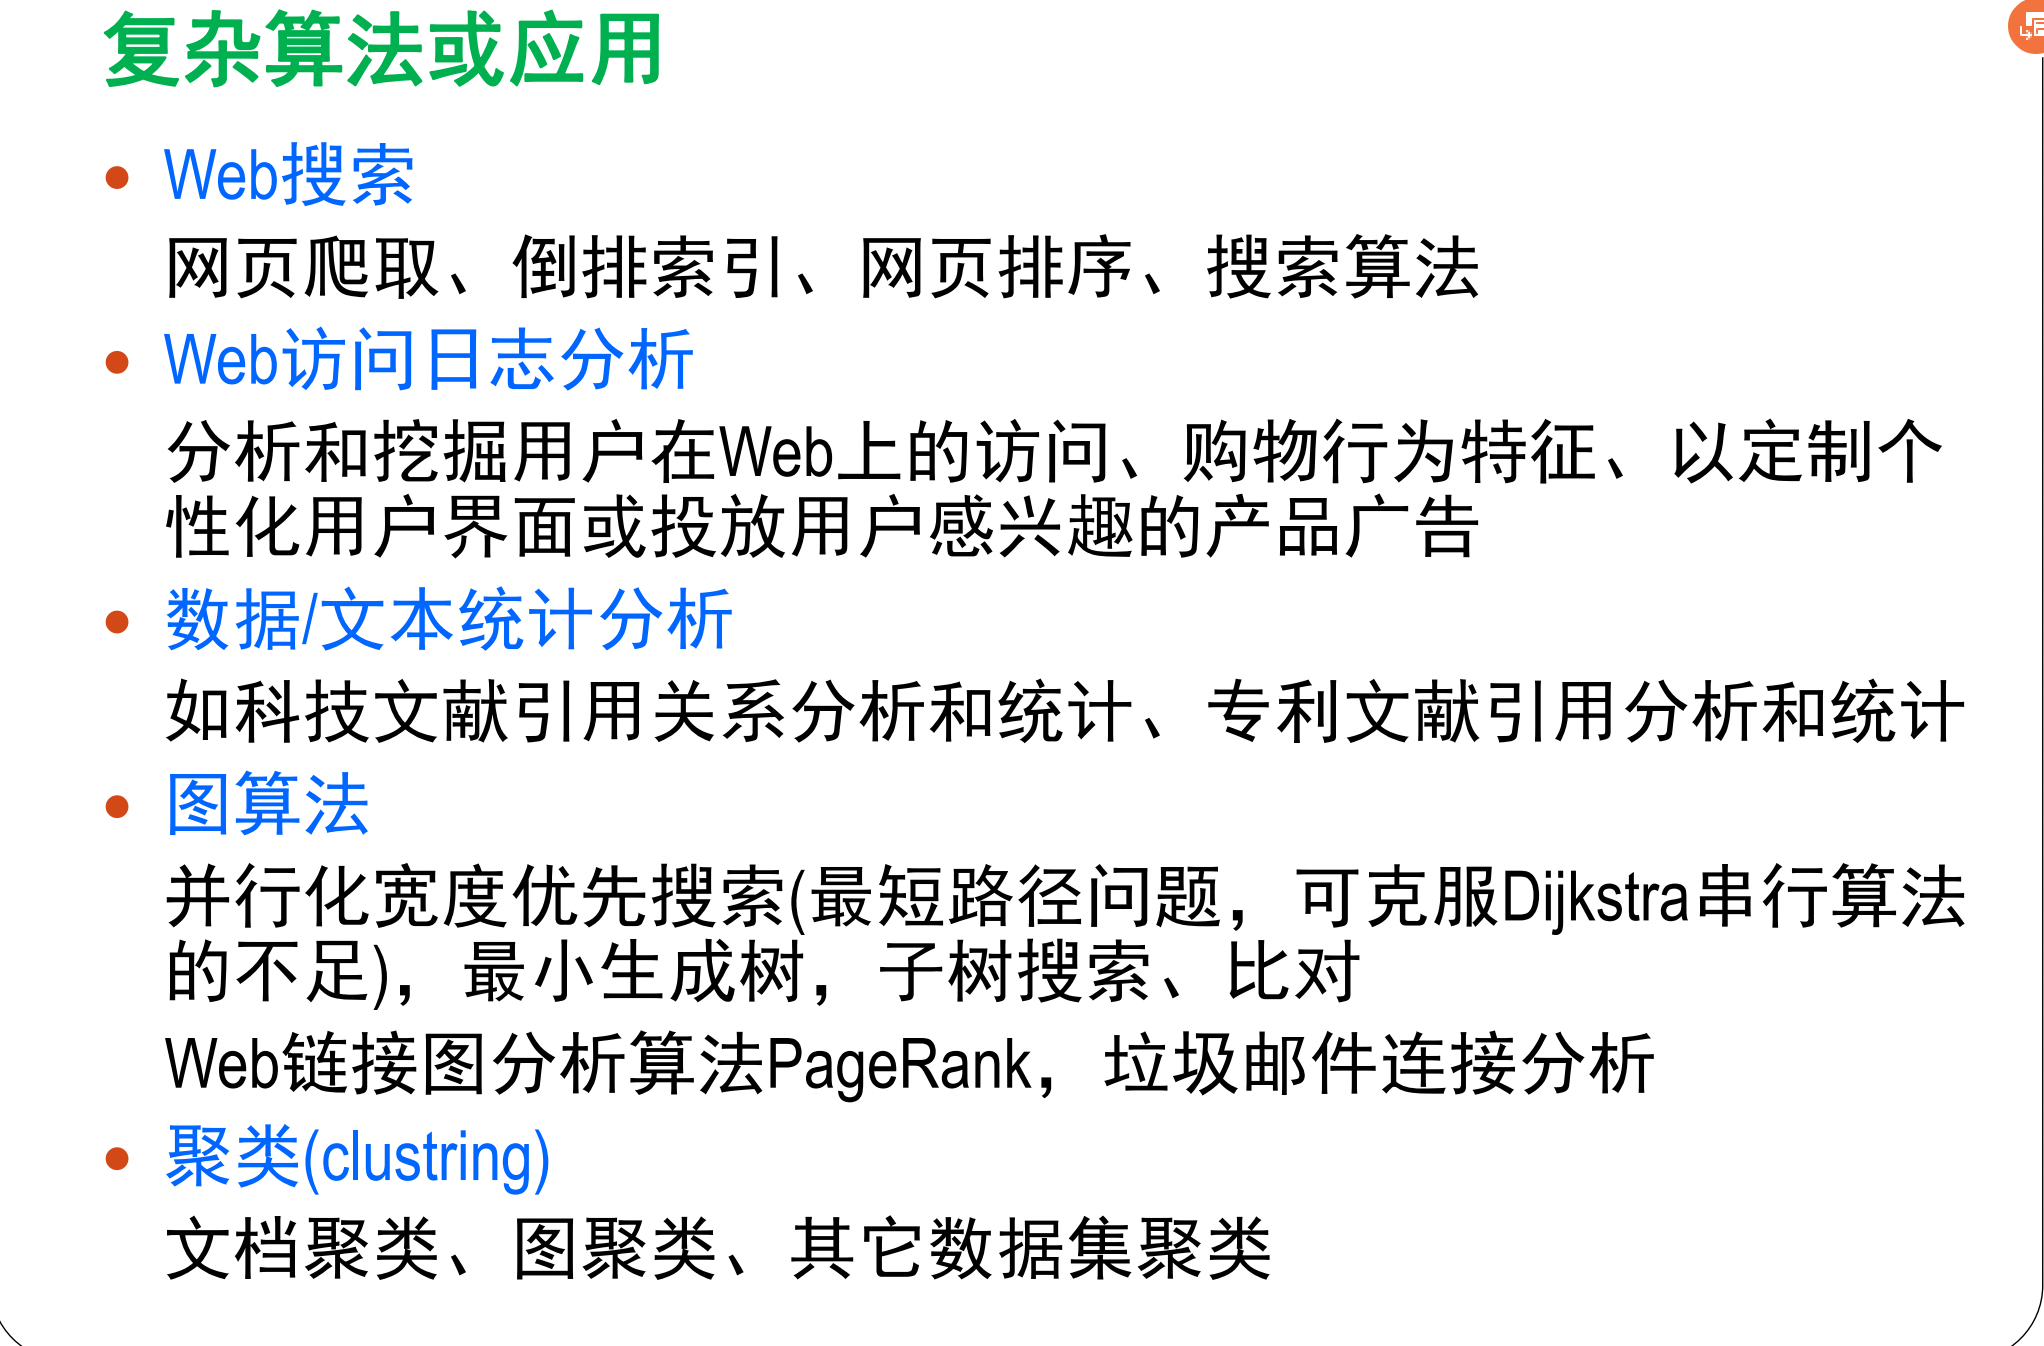 复杂算法或应用
Web搜索
网页爬取、倒排索引、网页排序、搜索算法
Web访问日志分析
分析和挖掘用户在Web上的访问、购物行为特征、以定制个
性化用户界面或投放用户感兴趣的产品广告
数据/文本统计分析
如科技文献引用关系分析和统计、专利文献引用分析和统计
图算法
并行化宽度优先搜索(最短路径问题，可克服Dijkstra串行算法
的不足)，最小生成树，子树搜索、比对
Web链接图分析算法PageRank，垃圾邮件连接分析
聚类(clustring)
文档聚类、图聚类、其它数据集聚类